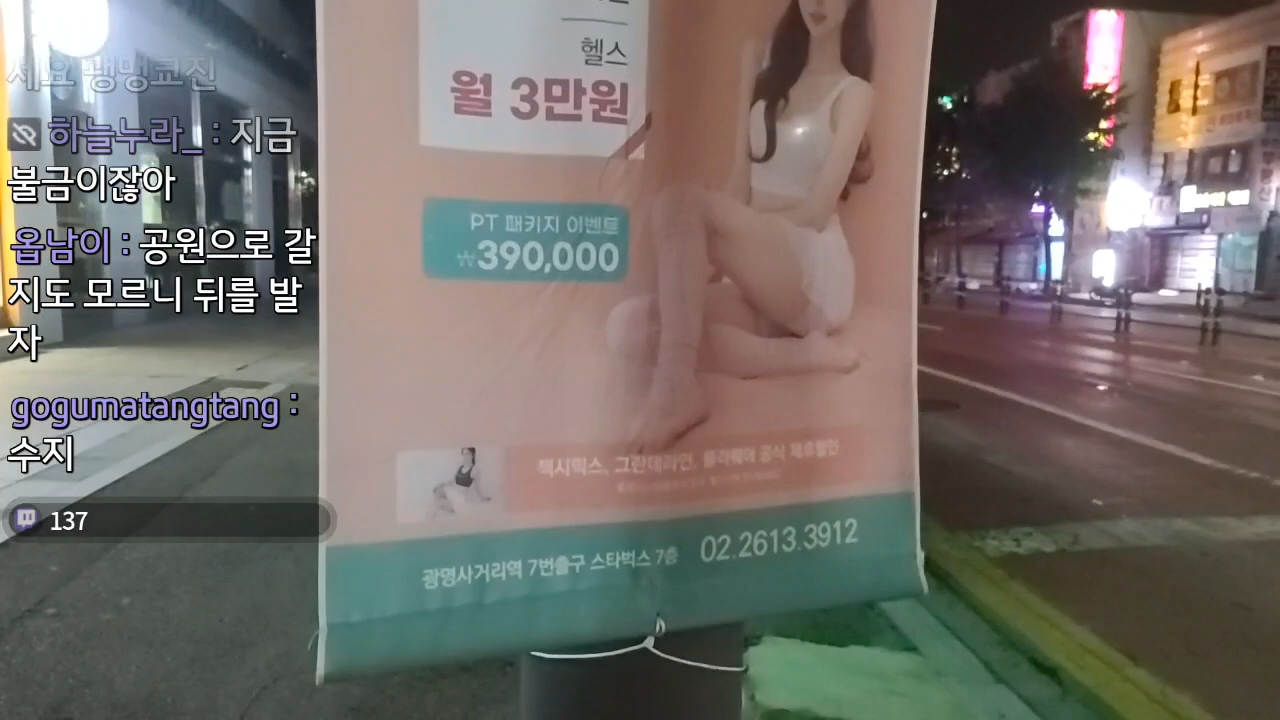 하늘누라_ : 지금
불금이잖아
옵남이 : 공원으로 갈
지도 모르니 뒤를 밟
자
gogumatangtang :
수지
137
헬스
월 3만원
PT 패키지 이벤트
₩390,000
젝시믹스, 그란데라인, 뮬라웨어 공식 제휴할인
광명사거리역 7번출구 스타벅스 7층 02.2613.3912